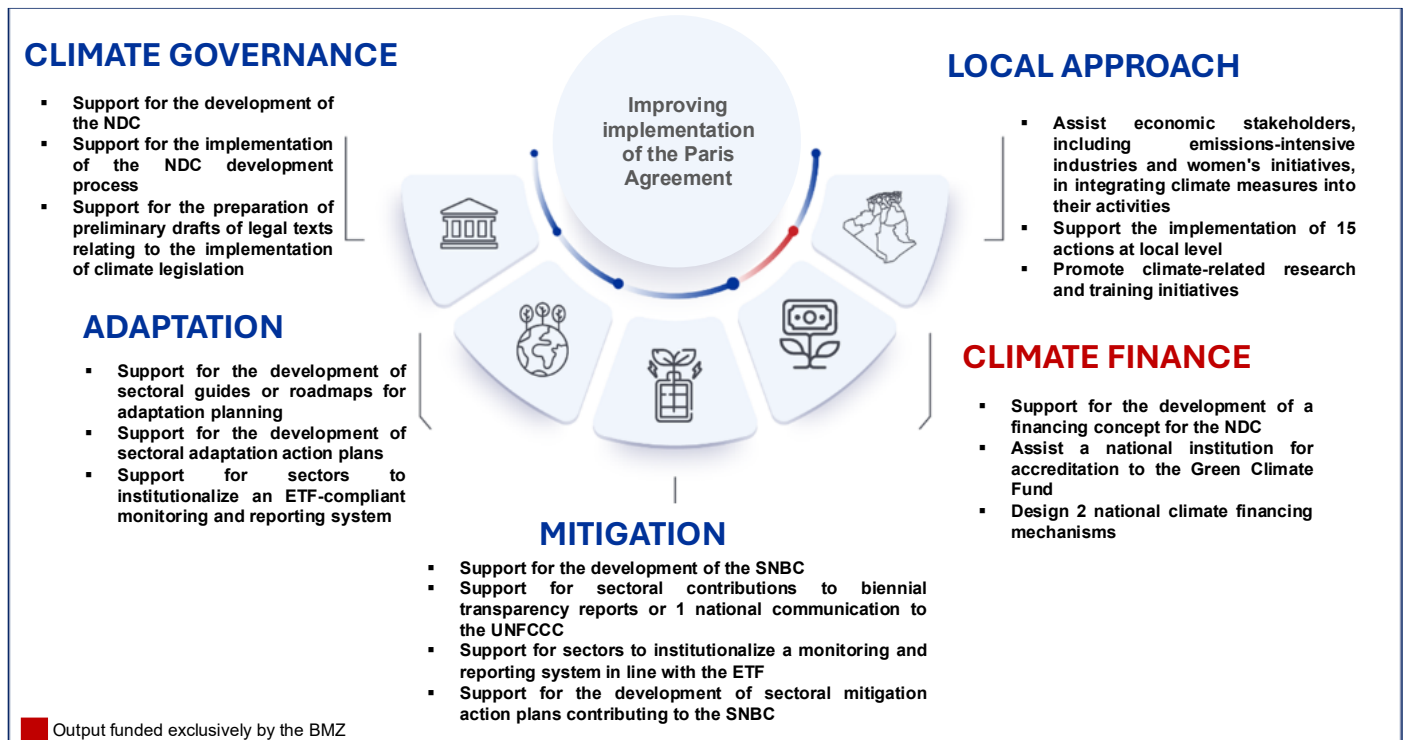 CLIMATE GOVERNANCE
▪ Support for the development of
the NDC
▪ Support for the implementation
of the NDC development
process
▪ Support for the preparation of
preliminary drafts of legal texts
relating to the implementation
of climate legislation
ADAPTATION
▪ Support for the development of
sectoral guides or roadmaps for
adaptation planning
▪ Support for the development of
sectoral adaptation action plans
▪ Support for sectors to
institutionalize an ETF-compliant
monitoring and reporting system
Improving
implementation
of the Paris
Agreement
MITIGATION
▪ Support for the development of the SNBC
▪ Support for sectoral contributions to biennial
transparency reports or 1 national communication to
the UNFCCC
▪ Support for sectors to institutionalize a monitoring and
reporting system in line with the ETF
▪ Support for the development of sectoral mitigation
action plans contributing to the SNBC
LOCAL APPROACH
▪ Assist economic stakeholders,
including emissions-intensive
industries and women's initiatives,
in integrating climate measures into
their activities
▪ Support the implementation of 15
actions at local level
▪ Promote climate-related research
and training initiatives
CLIMATE FINANCE
▪ Support for the development of a
financing concept for the NDC
▪ Assist a national institution for
accreditation to the Green Climate
Fund
▪ Design 2 national climate financing
mechanisms
Output funded exclusively by the BMZ